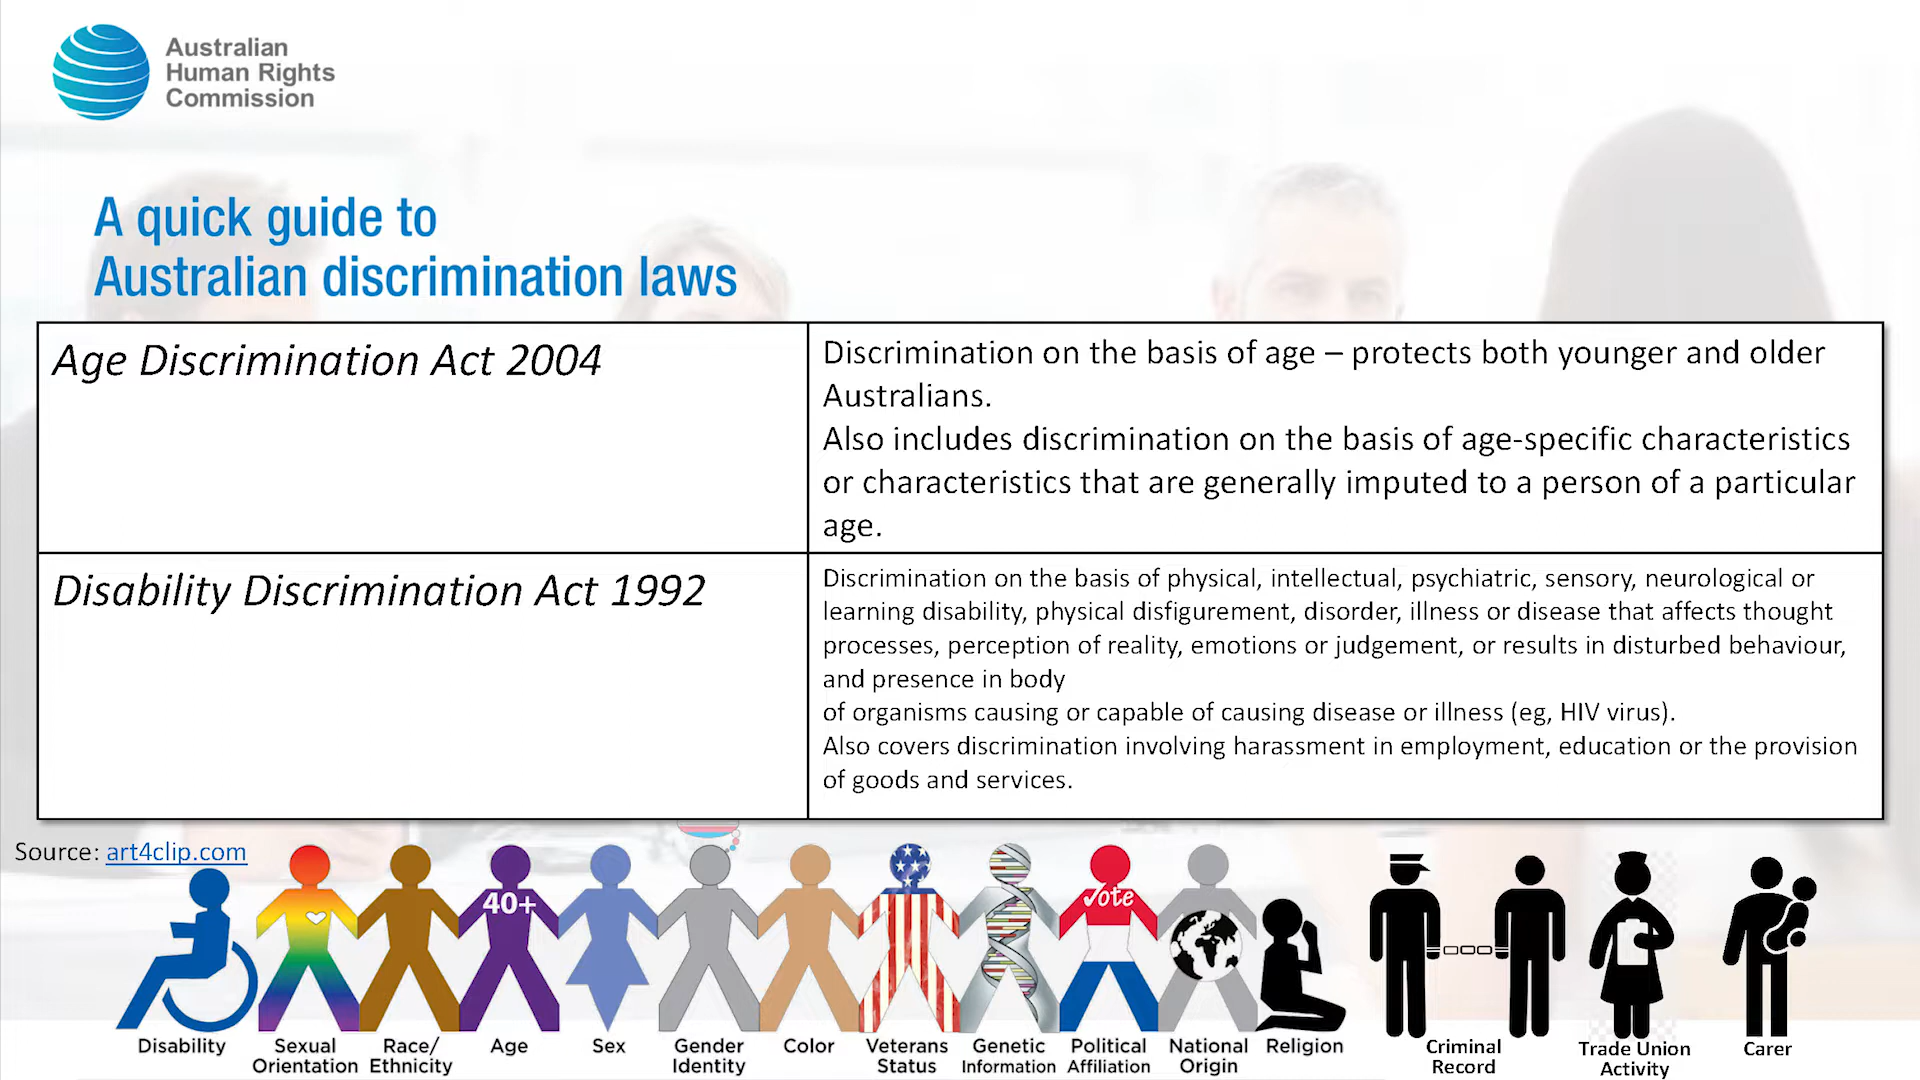 Australian
Human Rights
Commission
A quick guide to
Australian discrimination laws
Age Discrimination Act 2004
Discrimination on the basis of age – protects both younger and older
Australians.
Also includes discrimination on the basis of age-specific characteristics
or characteristics that are generally imputed to a person of a particular
age.
Disability Discrimination Act 1992
Discrimination on the basis of physical, intellectual, psychiatric, sensory, neurological or
learning disability, physical disfigurement, disorder, illness or disease that affects thought
processes, perception of reality, emotions or judgement, or results in disturbed behaviour,
and presence in body
of organisms causing or capable of causing disease or illness (eg, HIV virus).
Also covers discrimination involving harassment in employment, education or the provision
of goods and services.
Source: art4clip.com
40+
Vote
Disability
Sexual
Orientation
Race/
Ethnicity
Age
Sex
Gender
Identity
Color
Veterans
Status
Genetic
Information
Political
Affiliation
National
Origin
Religion
Criminal
Record
Trade Union
Activity
Carer